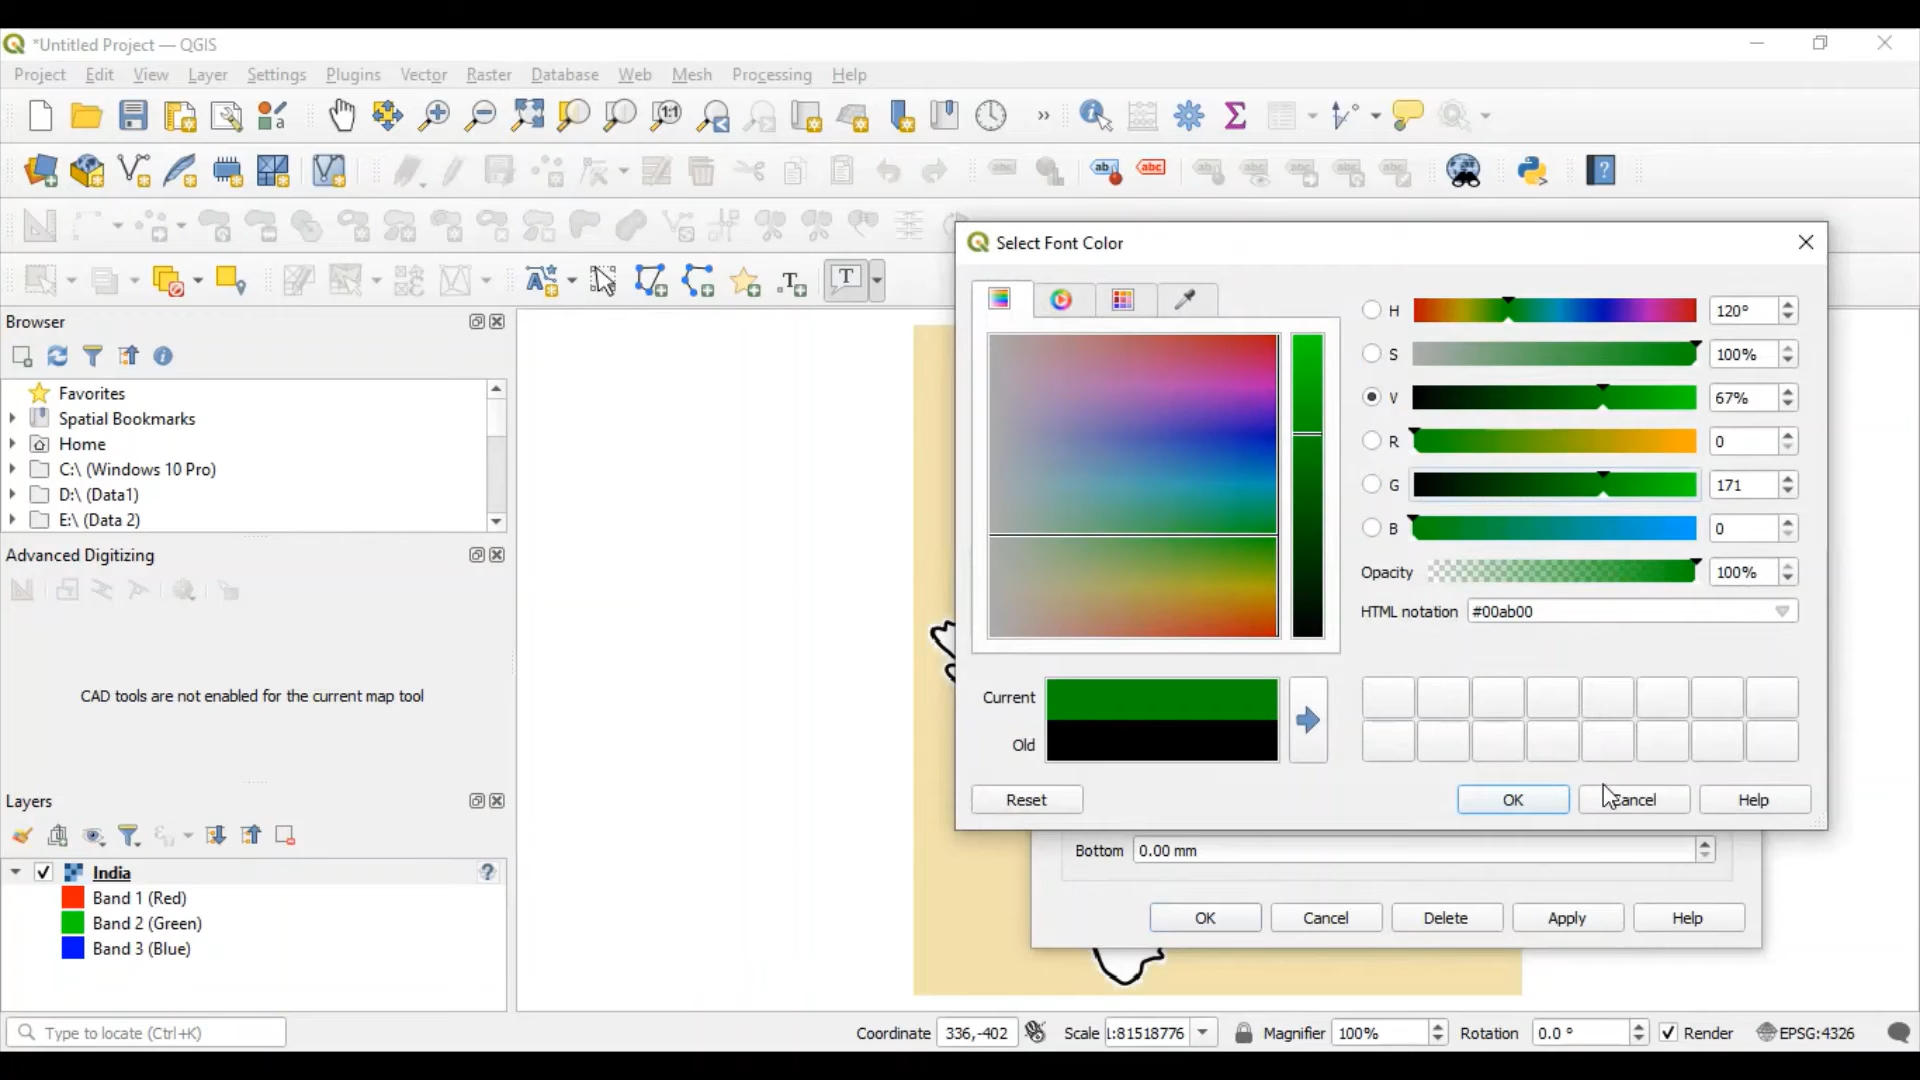 *Untitled Project — QGIS
Project Edit View Layer Settings Plugins Vector Raster Database Web Mesh Processing Help
Select Font Color
Browser
Favorites
Spatial Bookmarks
Home
C:\ (Windows 10 Pro)
D:\ (Data1)
E:\ (Data 2)
H 120°
S 100%
V 67%
R 0
G 171
B 0
Opacity 100%
HTML notation #00ab00
Advanced Digitizing
CAD tools are not enabled for the current map tool
Current
Old
Reset OK Cancel Help
Layers
India
Band 1 (Red)
Band 2 (Green)
Band 3 (Blue)
Bottom 0.00 mm
OK Cancel Delete Apply Help
Type to locate (Ctrl+K) Coordinate 336,-402 Scale 1:81518776 Magnifier 100% Rotation 0.0 ° Render EPSG:4326